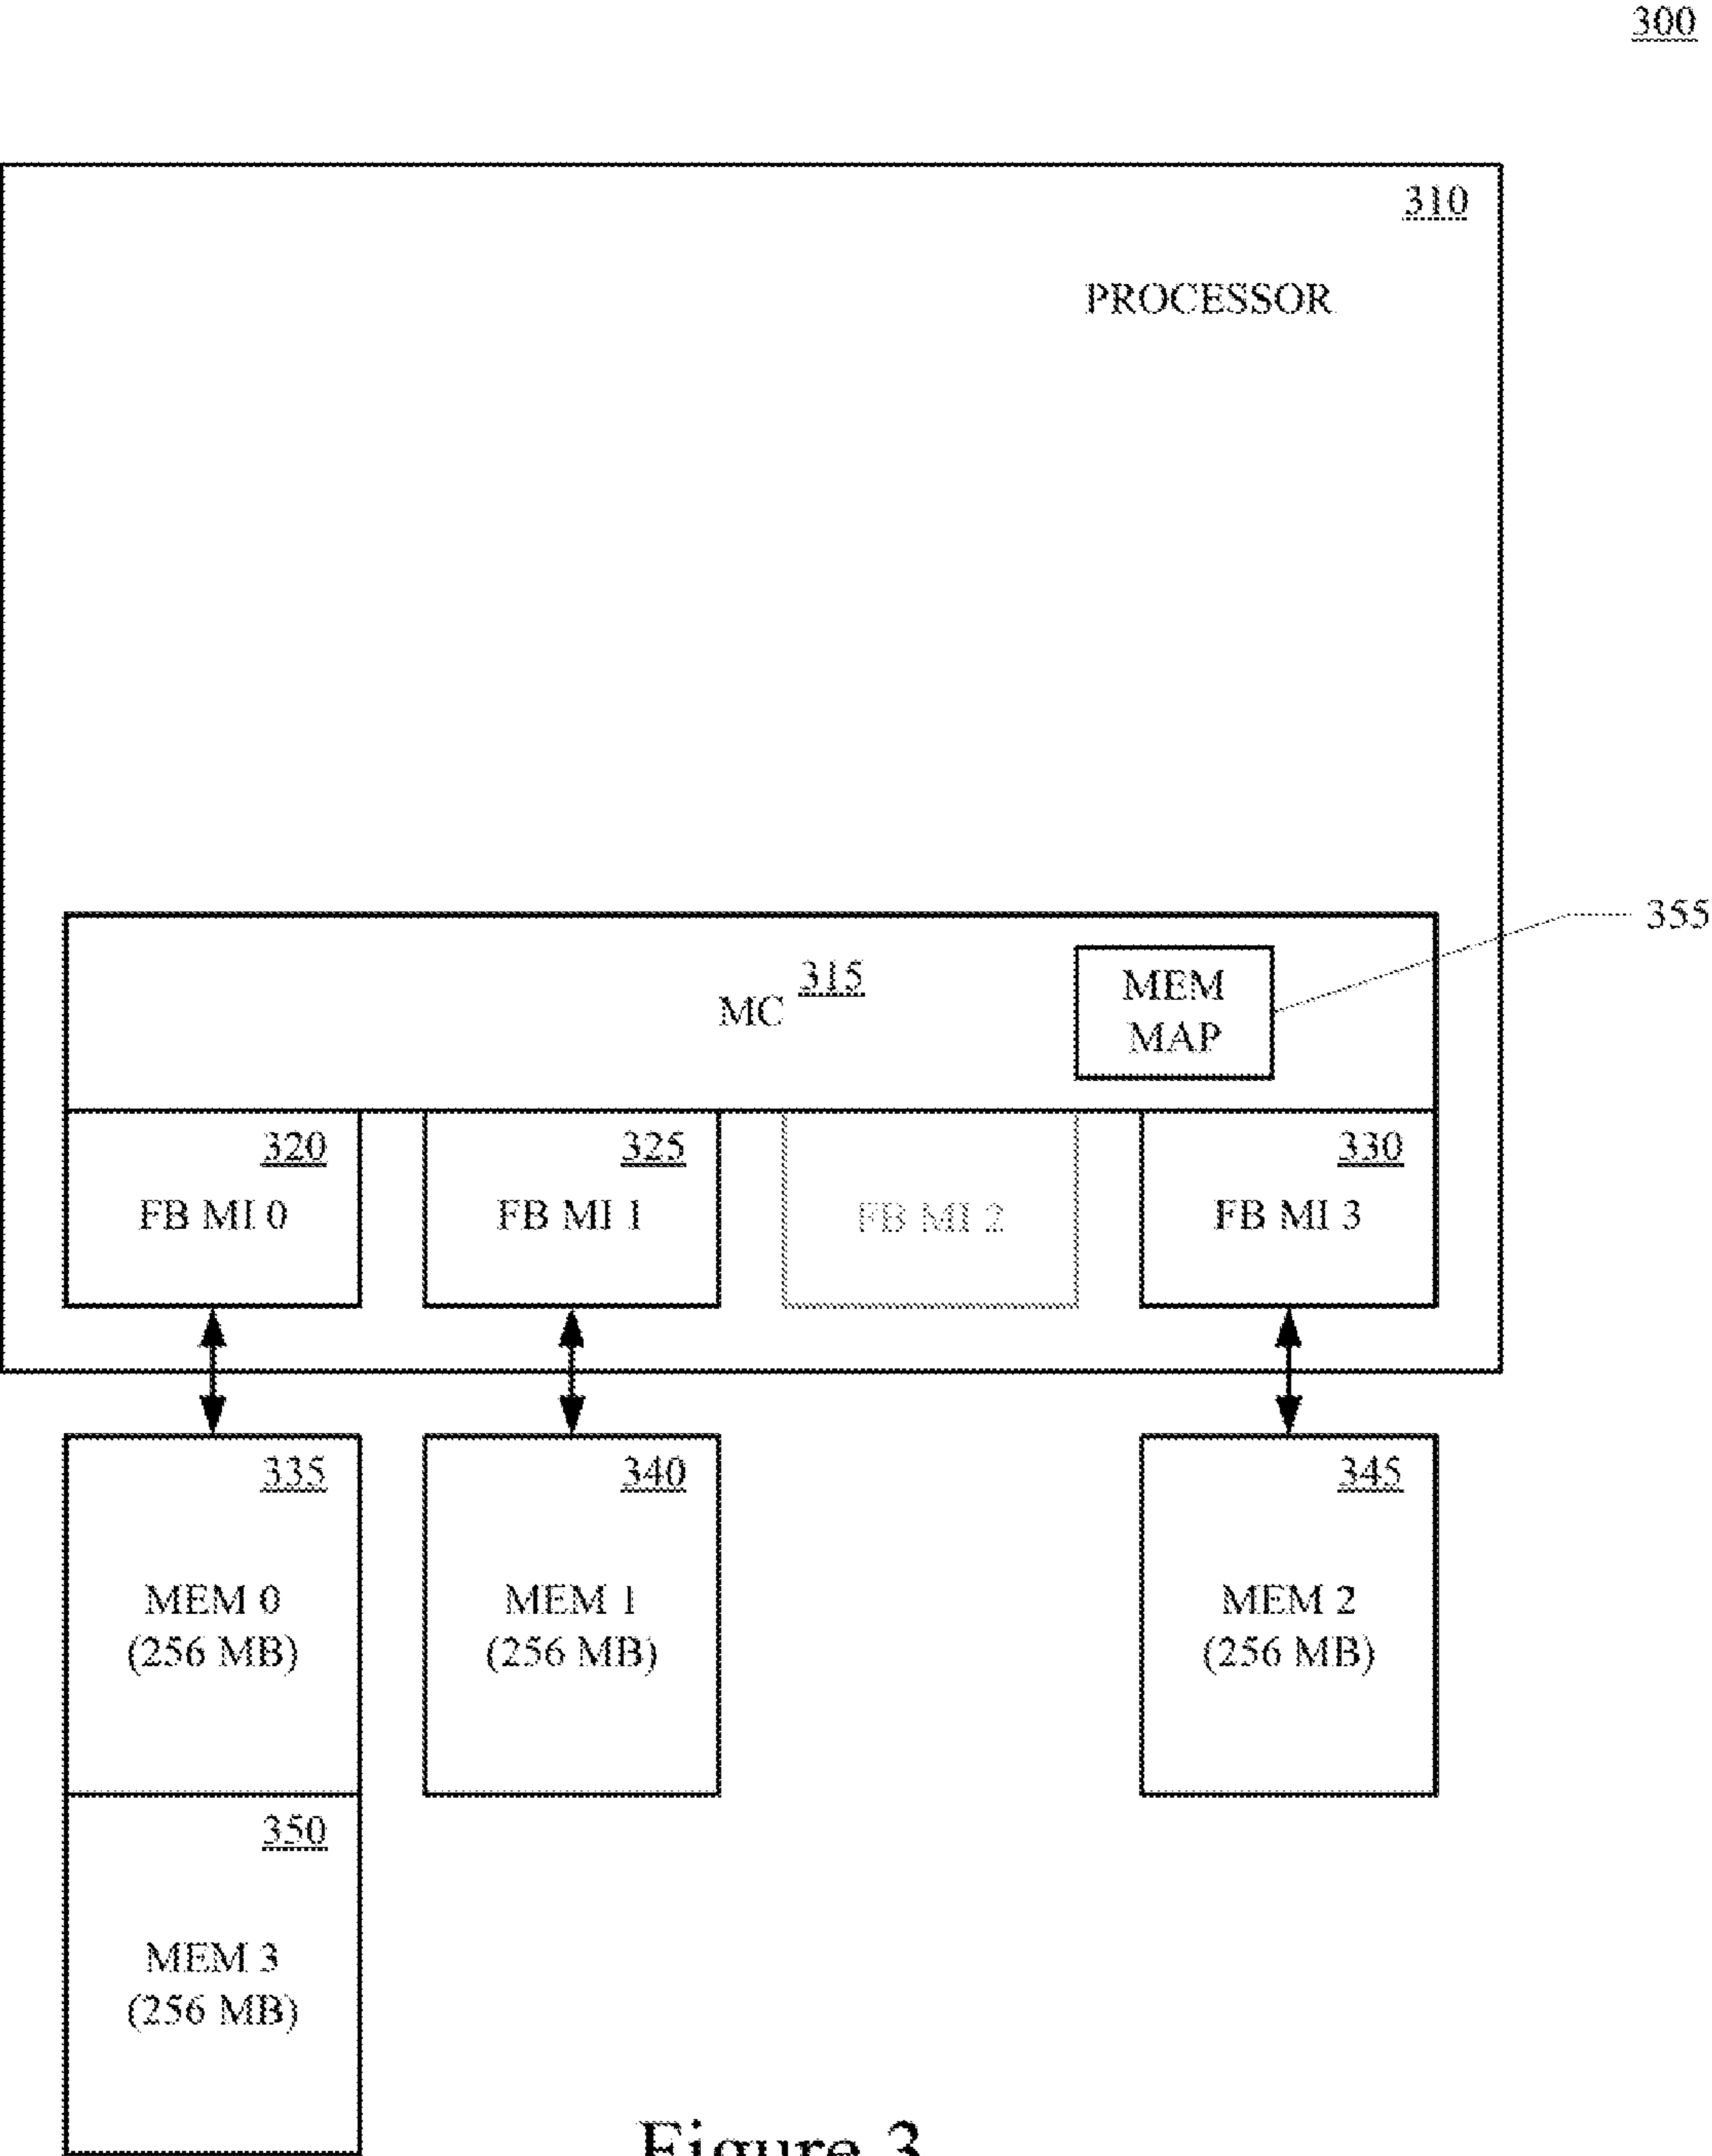 300
310
PROCESSOR
355
315
MC
MEM
MAP
320
FB MI 0
325
FB MI 1
FB MI 2
330
FB MI 3
335
MEM 0
(256 MB)
340
MEM 1
(256 MB)
345
MEM 2
(256 MB)
350
MEM 3
(256 MB)
Figure 3